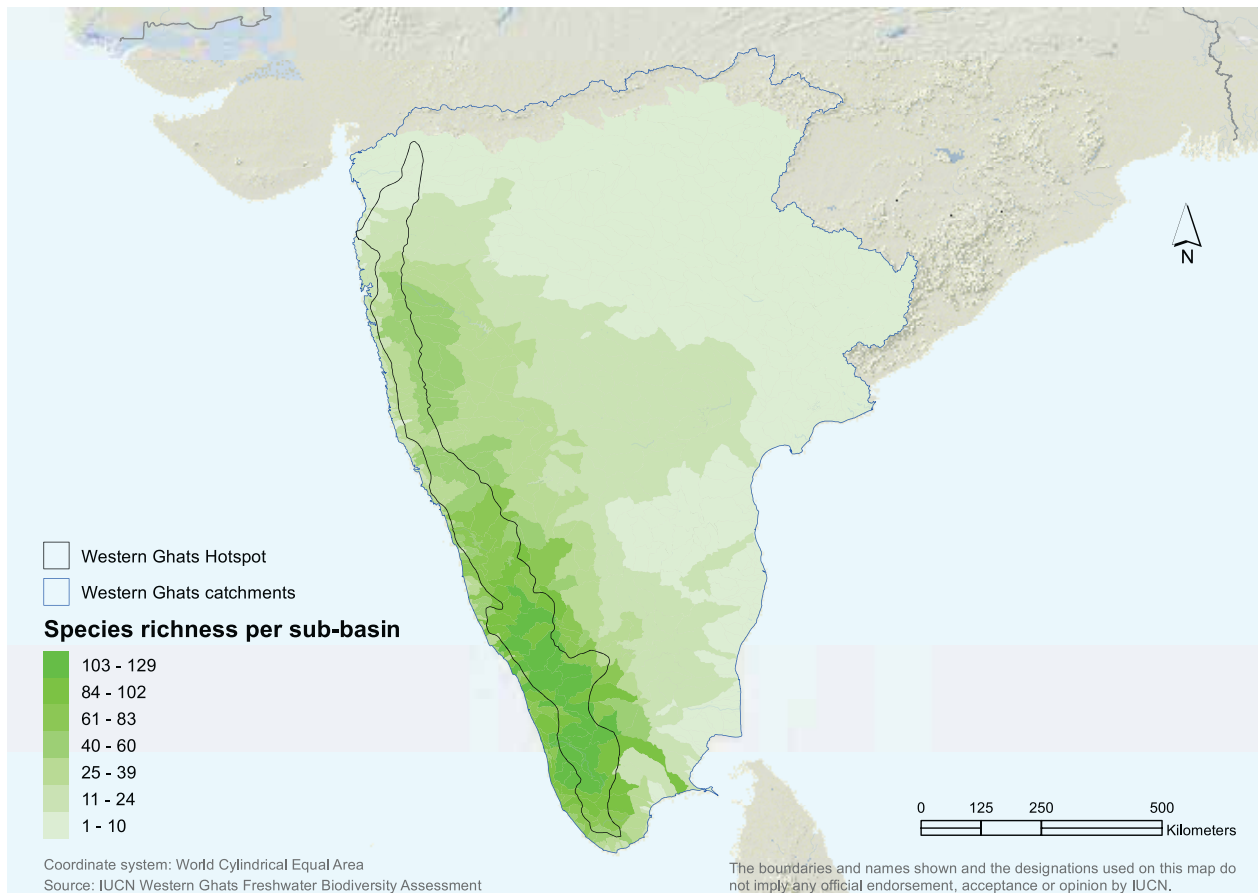 N
Western Ghats Hotspot
Western Ghats catchments
Species richness per sub-basin
103 - 129
84 - 102
61 - 83
40 - 60
25 - 39
11 - 24
1 - 10
0 125 250 500
Kilometers
Coordinate system: World Cylindrical Equal Area
Source: IUCN Western Ghats Freshwater Biodiversity Assessment
The boundaries and names shown and the designations used on this map do
not imply any official endorsement, acceptance or opinion by IUCN.